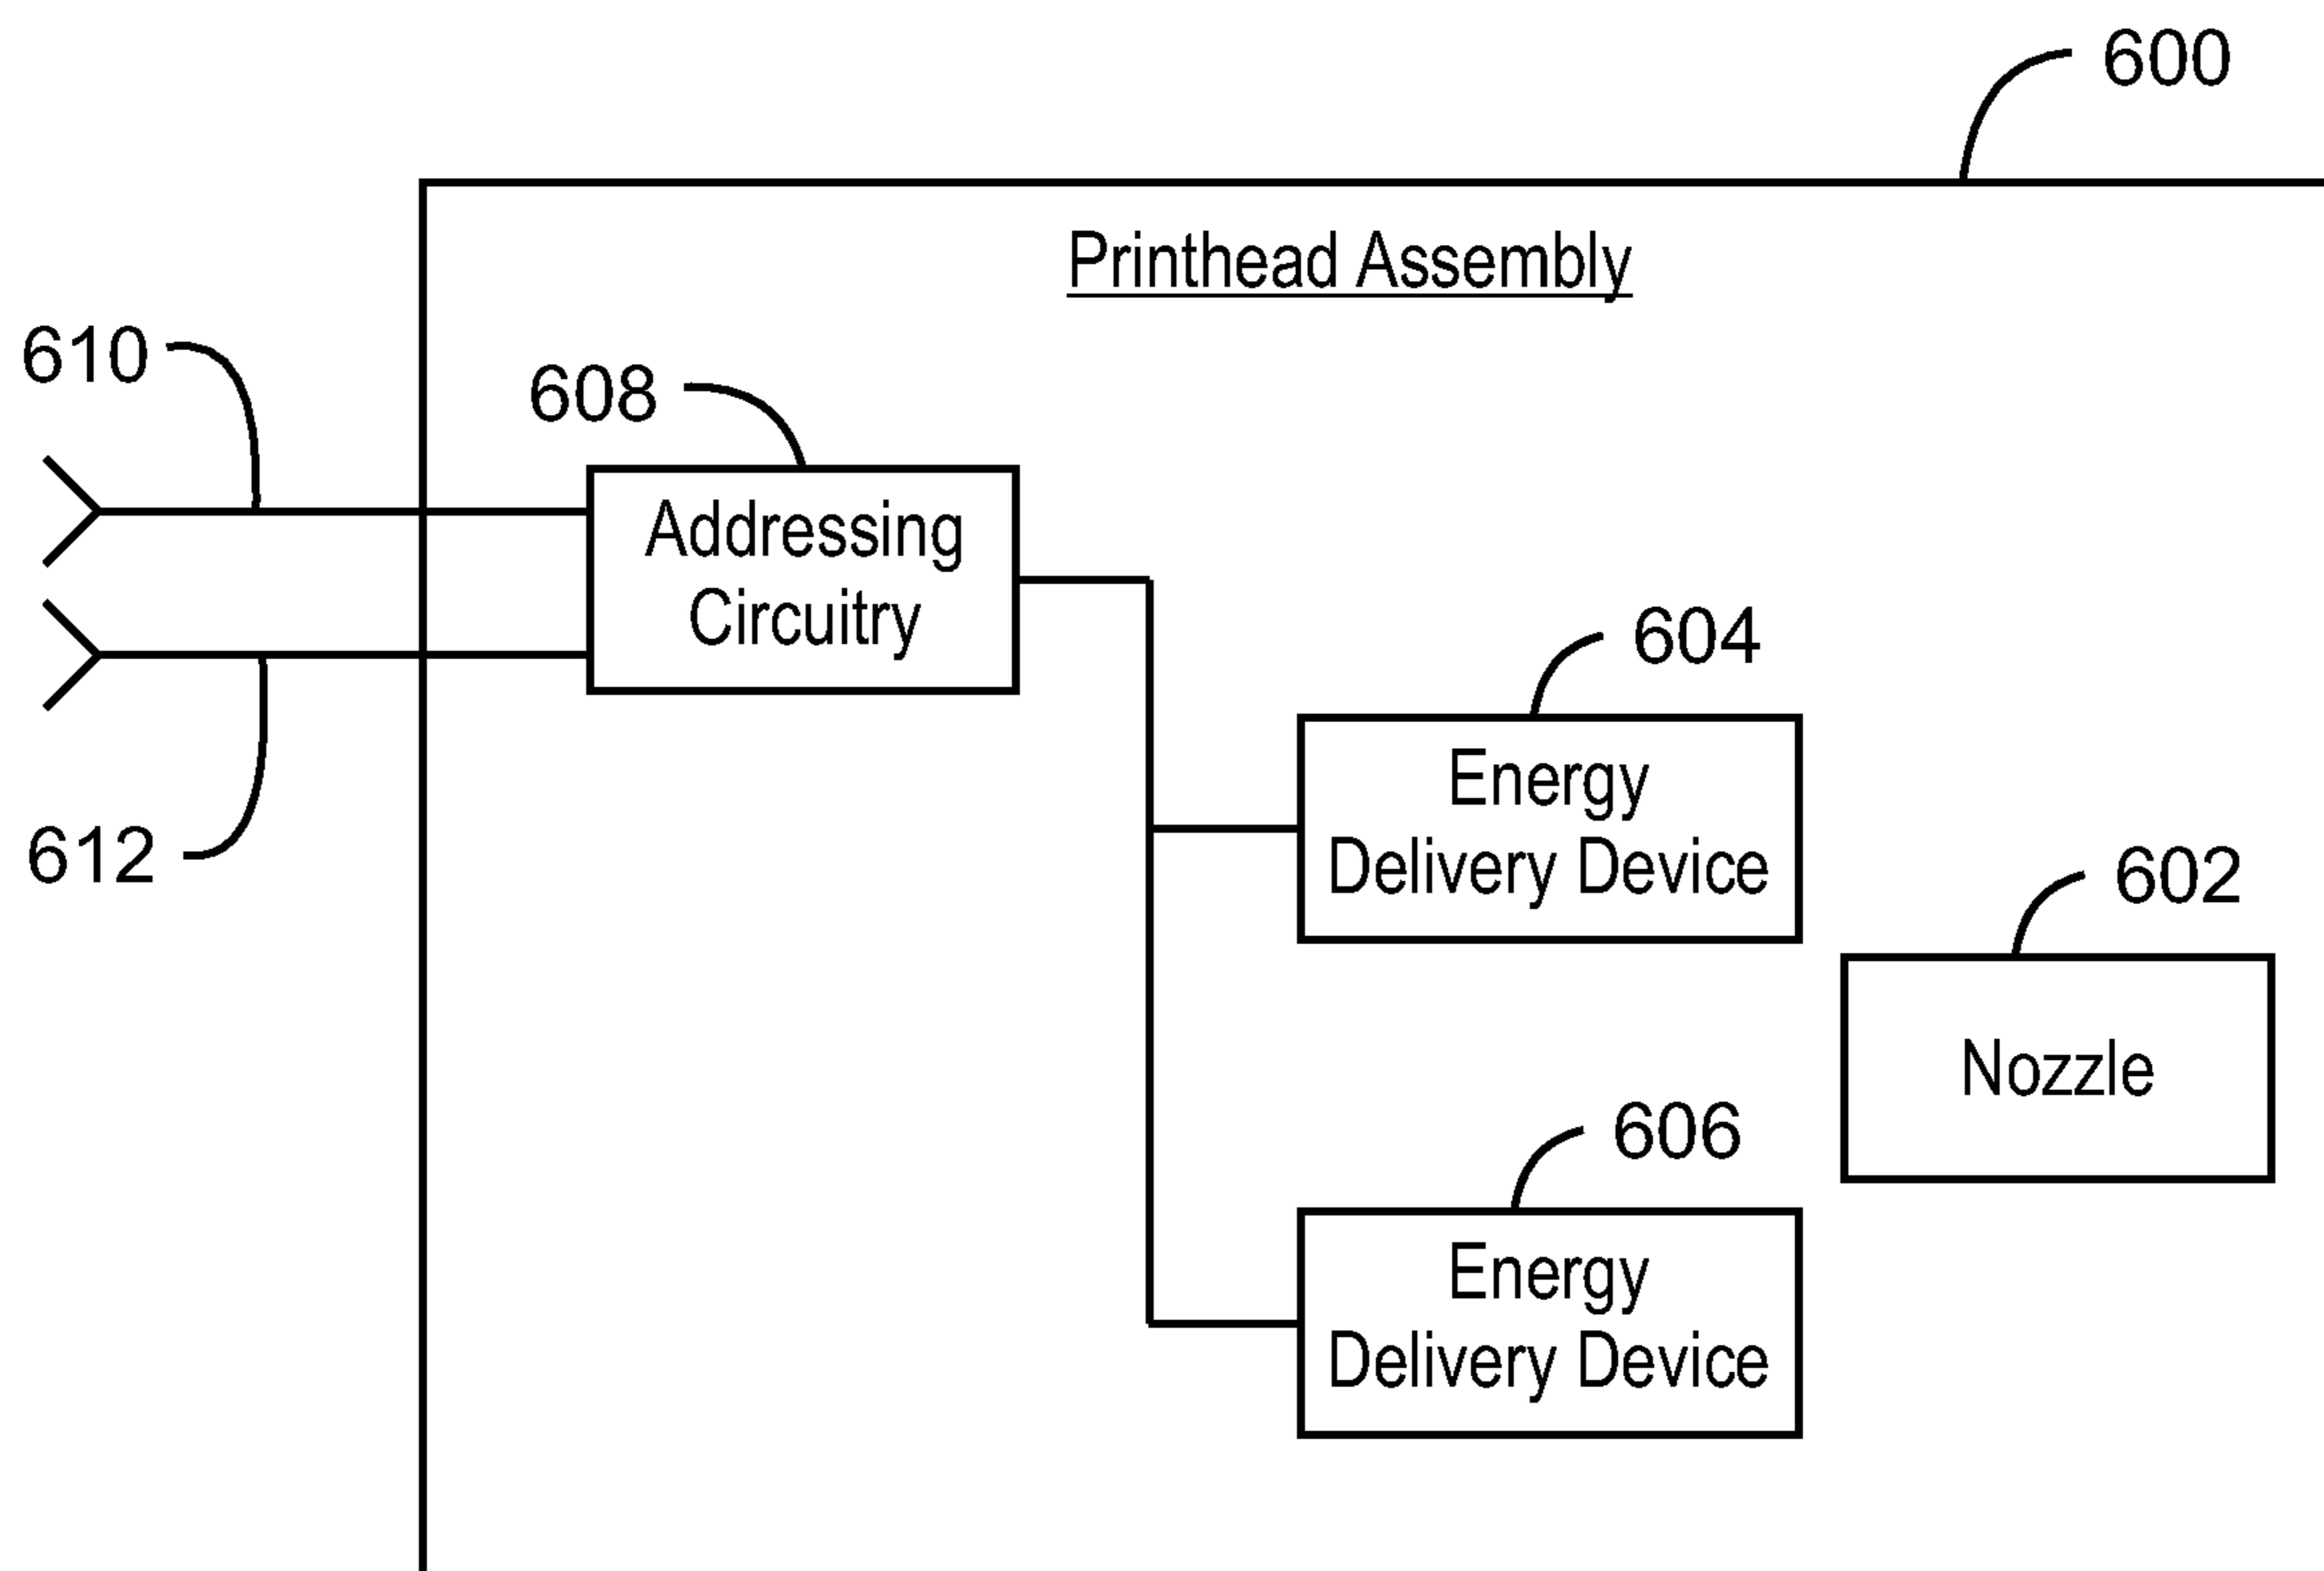 600
Printhead Assembly
610
608
Addressing
Circuitry
612
604
Energy
Delivery Device
602
Nozzle
606
Energy
Delivery Device